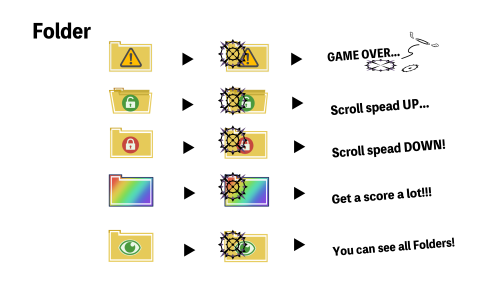 Folder
GAME OVER...
Scroll spead UP...
Scroll spead DOWN!
Get a score a lot!!!
You can see all Folders!